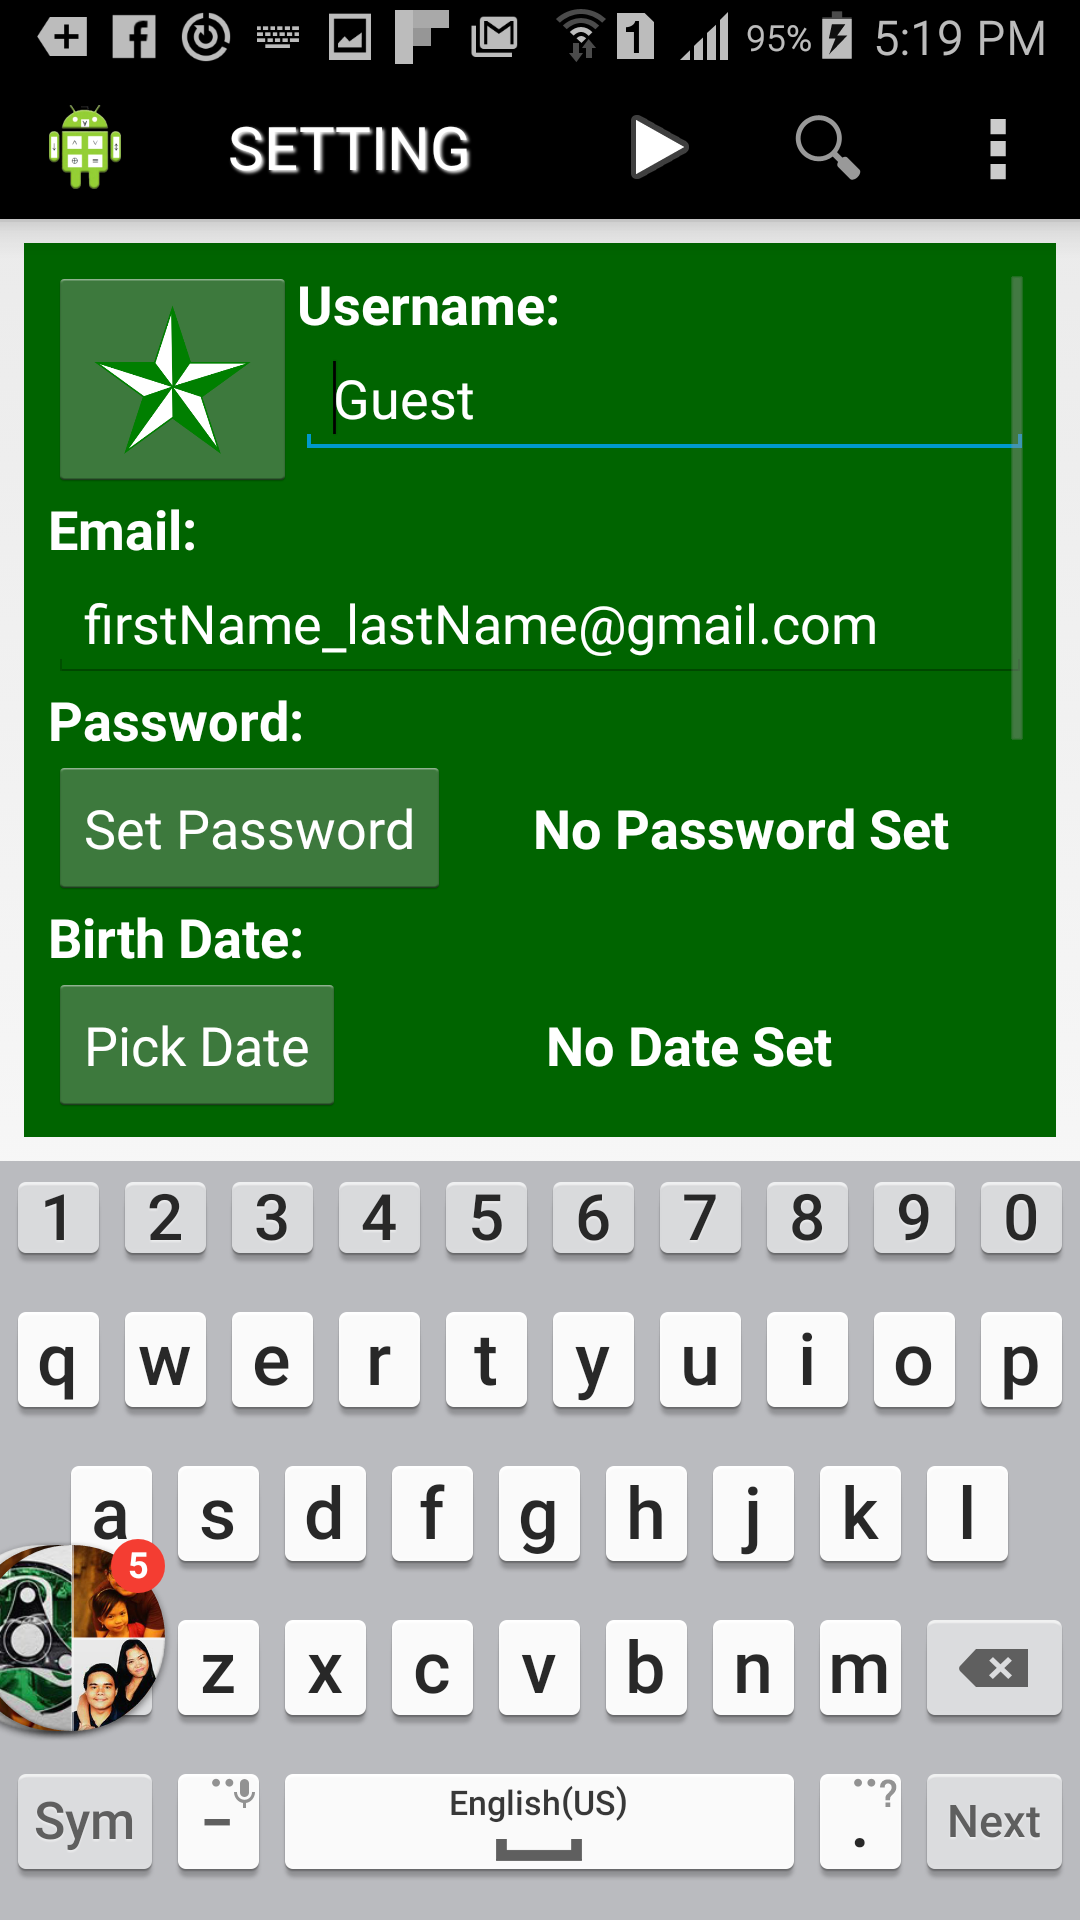 1 95% 5:19 PM
SETTING
Username:
Guest
Email:
firstName_lastName@gmail.com
Password:
Set Password No Password Set
Birth Date:
Pick Date No Date Set
1 2 3 4 5 6 7 8 9 0
q w e r t y u i o p
a s d f g h j k l
5
z x c v b n m
Sym - English(US) . ? Next